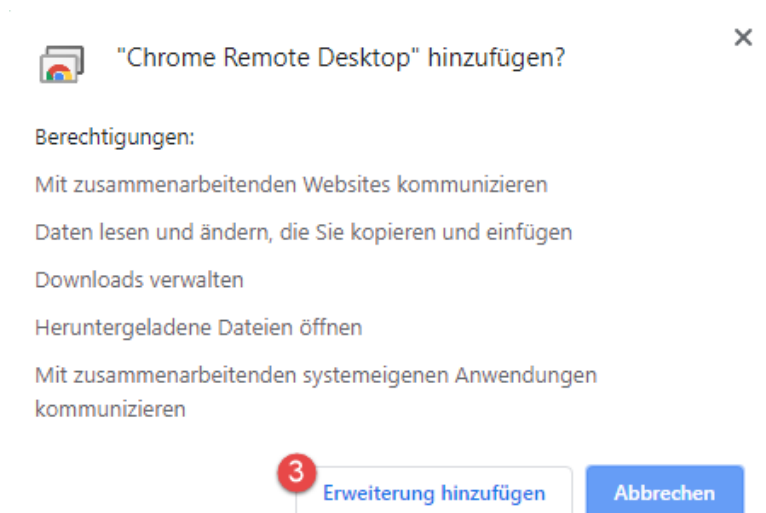 "Chrome Remote Desktop" hinzufügen?
Berechtigungen:
Mit zusammenarbeitenden Websites kommunizieren
Daten lesen und ändern, die Sie kopieren und einfügen
Downloads verwalten
Heruntergeladene Dateien öffnen
Mit zusammenarbeitenden systemeigenen Anwendungen
kommunizieren
3
Erweiterung hinzufügen
Abbrechen